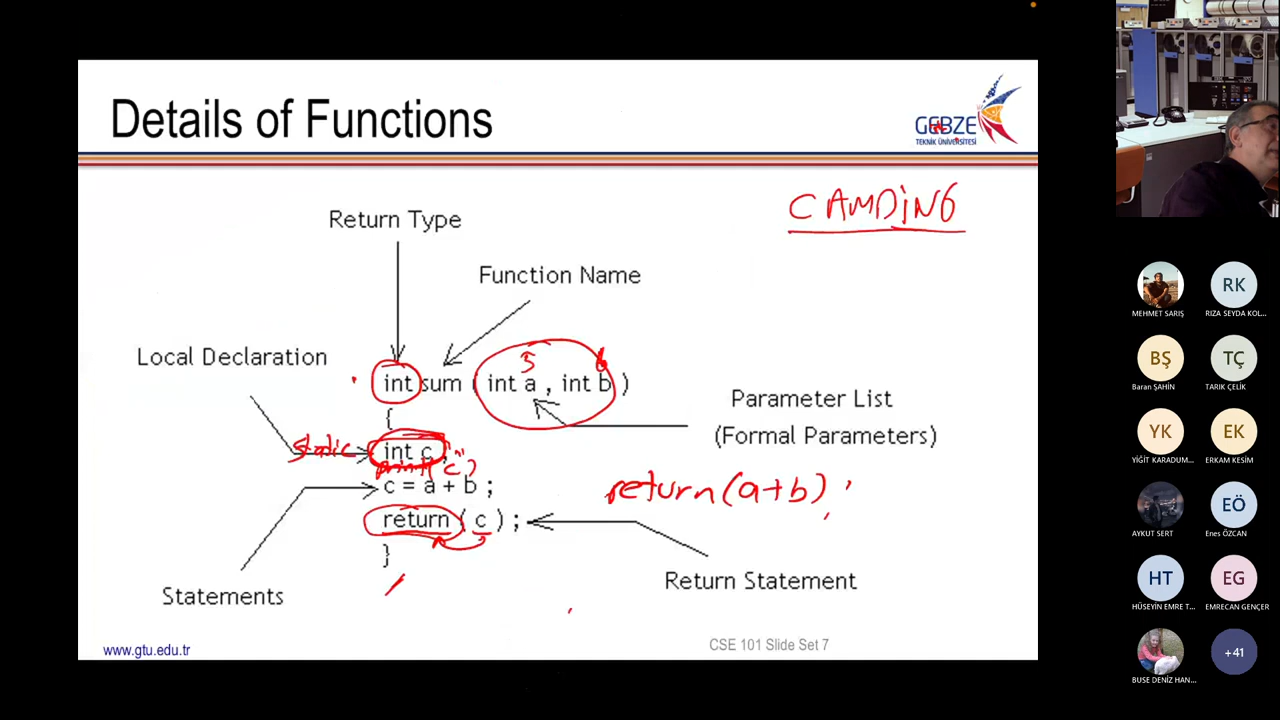 Details of Functions
GEBZE
TEKNİK ÜNİVERSİTESİ
CAMDiNG
Return Type
Function Name
Local Declaration
5 6
int sum ( int a , int b )
Parameter List
(Formal Parameters)
{
static int c ;
c = a + b ;
return(a+b) ;
return ( c ) ;
}
Return Statement
Statements
www.gtu.edu.tr
CSE 101 Slide Set 7
MEHMET SARIŞ
RK
RIZA SEYDA KOL...
BŞ
Baran ŞAHİN
TÇ
TARIK ÇELİK
YK
YİĞİT KARADUM...
EK
ERKAM KESİM
AYKUT SERT
EÖ
Enes ÖZCAN
HT
HÜSEYİN EMRE T...
EG
EMRECAN GENÇER
BUSE DENİZ HAN...
+41